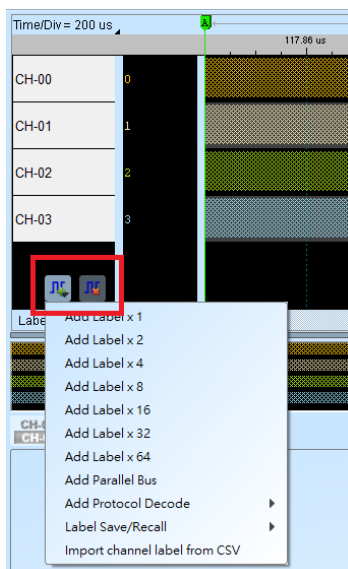 Time/Div = 200 us
A
117.86 us
CH-00 0
CH-01 1
CH-02 2
CH-03 3
Add Label x 1
Add Label x 2
Add Label x 4
Add Label x 8
Add Label x 16
Add Label x 32
Add Label x 64
Add Parallel Bus
Add Protocol Decode
Label Save/Recall
Import channel label from CSV